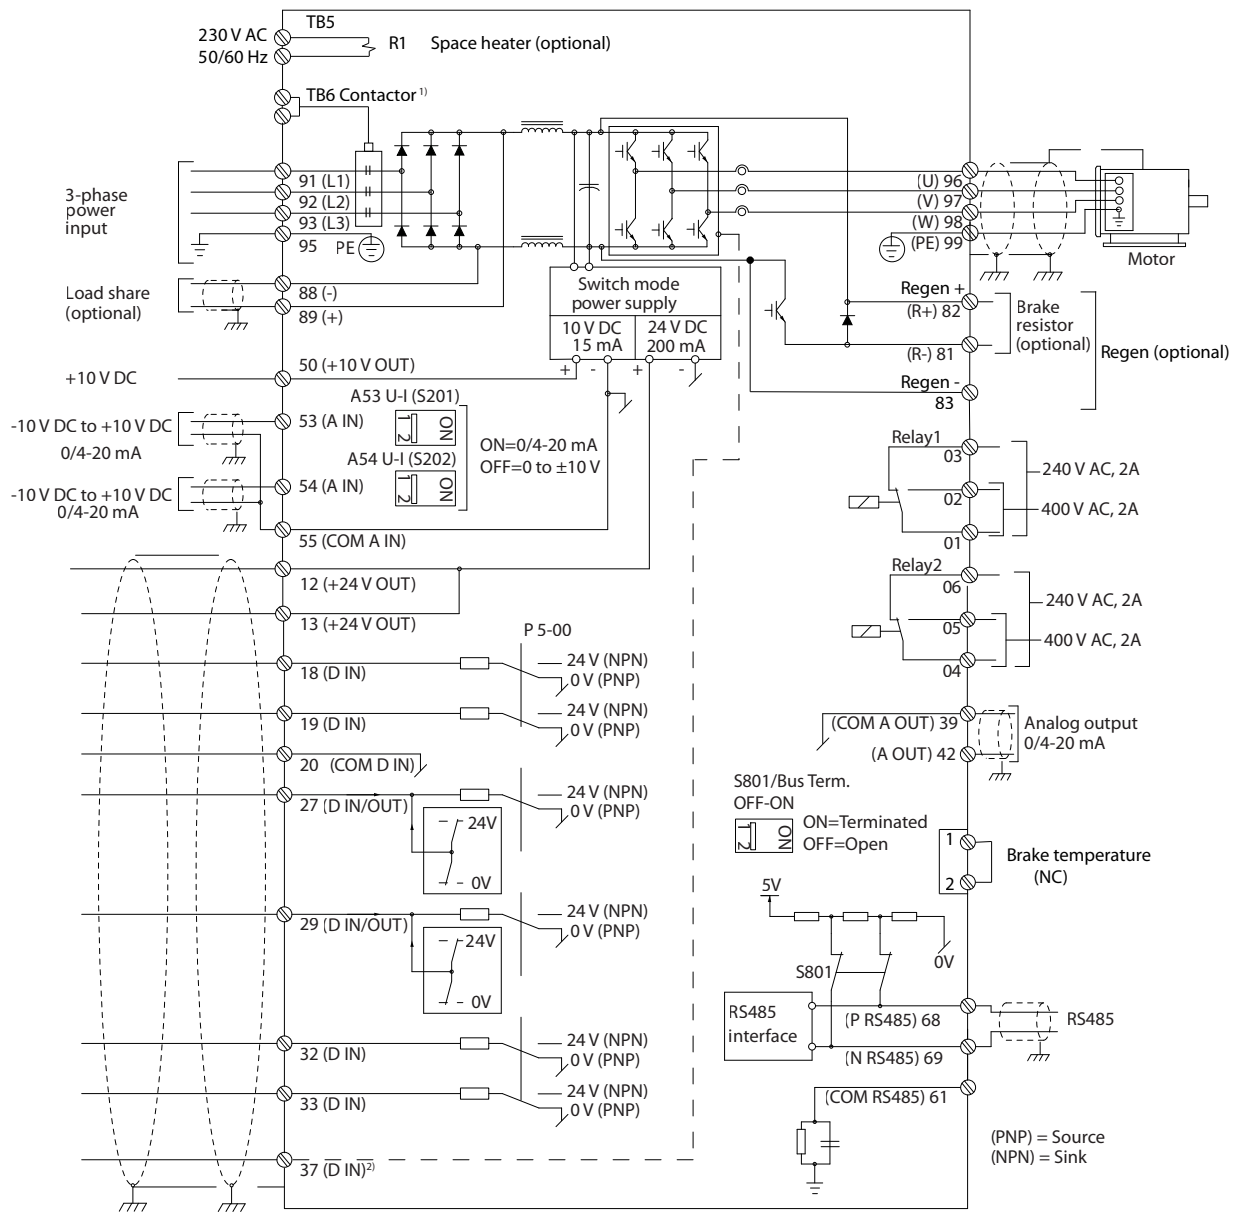 TB5
230 V AC
50/60 Hz
R1
Space heater (optional)
TB6 Contactor 1)
3-phase
power
input
91 (L1)
92 (L2)
93 (L3)
95
PE
(U) 96
(V) 97
(W) 98
(PE) 99
Motor
Load share
(optional)
88 (-)
89 (+)
Switch mode
power supply
10 V DC
15 mA
24 V DC
200 mA
+
-
+
-
Regen +
(R+) 82
Brake
resistor
(optional)
(R-) 81
Regen (optional)
Regen -
83
+10 V DC
50 (+10 V OUT)
A53 U-I (S201)
1 2
ON
-10 V DC to +10 V DC
0/4-20 mA
53 (A IN)
ON=0/4-20 mA
OFF=0 to ±10 V
A54 U-I (S202)
1 2
ON
-10 V DC to +10 V DC
0/4-20 mA
54 (A IN)
55 (COM A IN)
Relay1
03
240 V AC, 2A
02
400 V AC, 2A
01
12 (+24 V OUT)
13 (+24 V OUT)
Relay2
06
240 V AC, 2A
05
400 V AC, 2A
04
P 5-00
18 (D IN)
24 V (NPN)
0 V (PNP)
19 (D IN)
24 V (NPN)
0 V (PNP)
20 (COM D IN)
27 (D IN/OUT)
24 V (NPN)
0 V (PNP)
24V
0V
29 (D IN/OUT)
24 V (NPN)
0 V (PNP)
24V
0V
32 (D IN)
24 V (NPN)
0 V (PNP)
33 (D IN)
24 V (NPN)
0 V (PNP)
37 (D IN) 2)
(COM A OUT) 39
(A OUT) 42
Analog output
0/4-20 mA
S801/Bus Term.
OFF-ON
1 2
ON
ON=Terminated
OFF=Open
1
2
Brake temperature
(NC)
5V
S801
0V
RS485
interface
(P RS485) 68
(N RS485) 69
RS485
(COM RS485) 61
(PNP) = Source
(NPN) = Sink